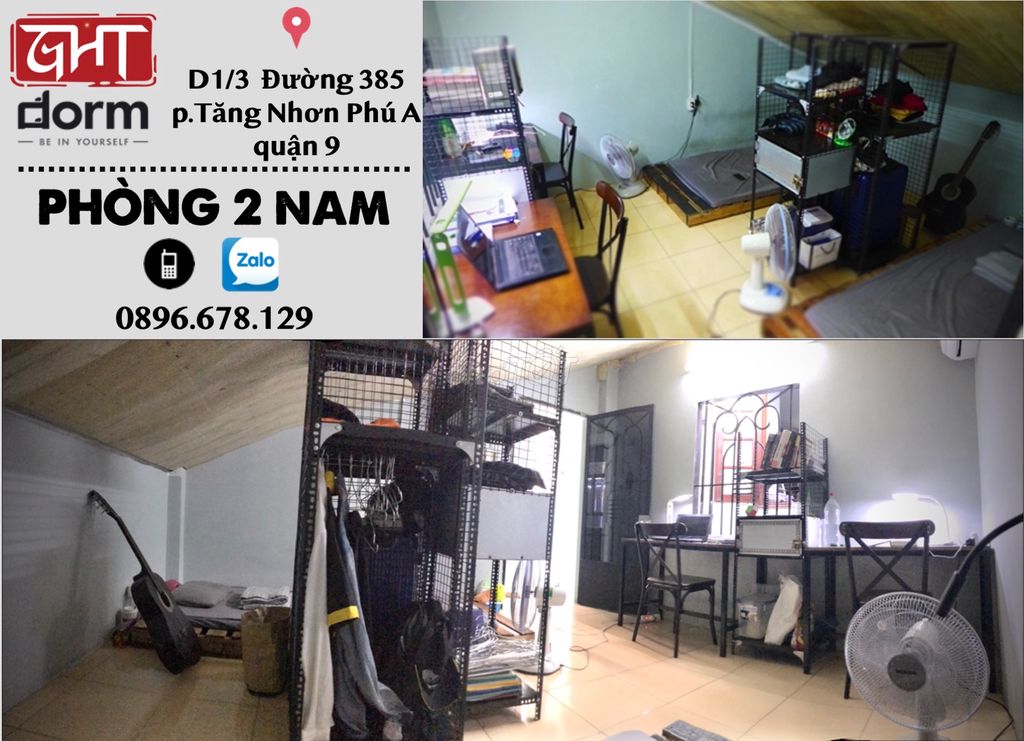 GHT
dorm
BE IN YOURSELF
D1/3 Đường 385
p.Tăng Nhơn Phú A
quận 9
PHÒNG 2 NAM
Zalo
0896.678.129